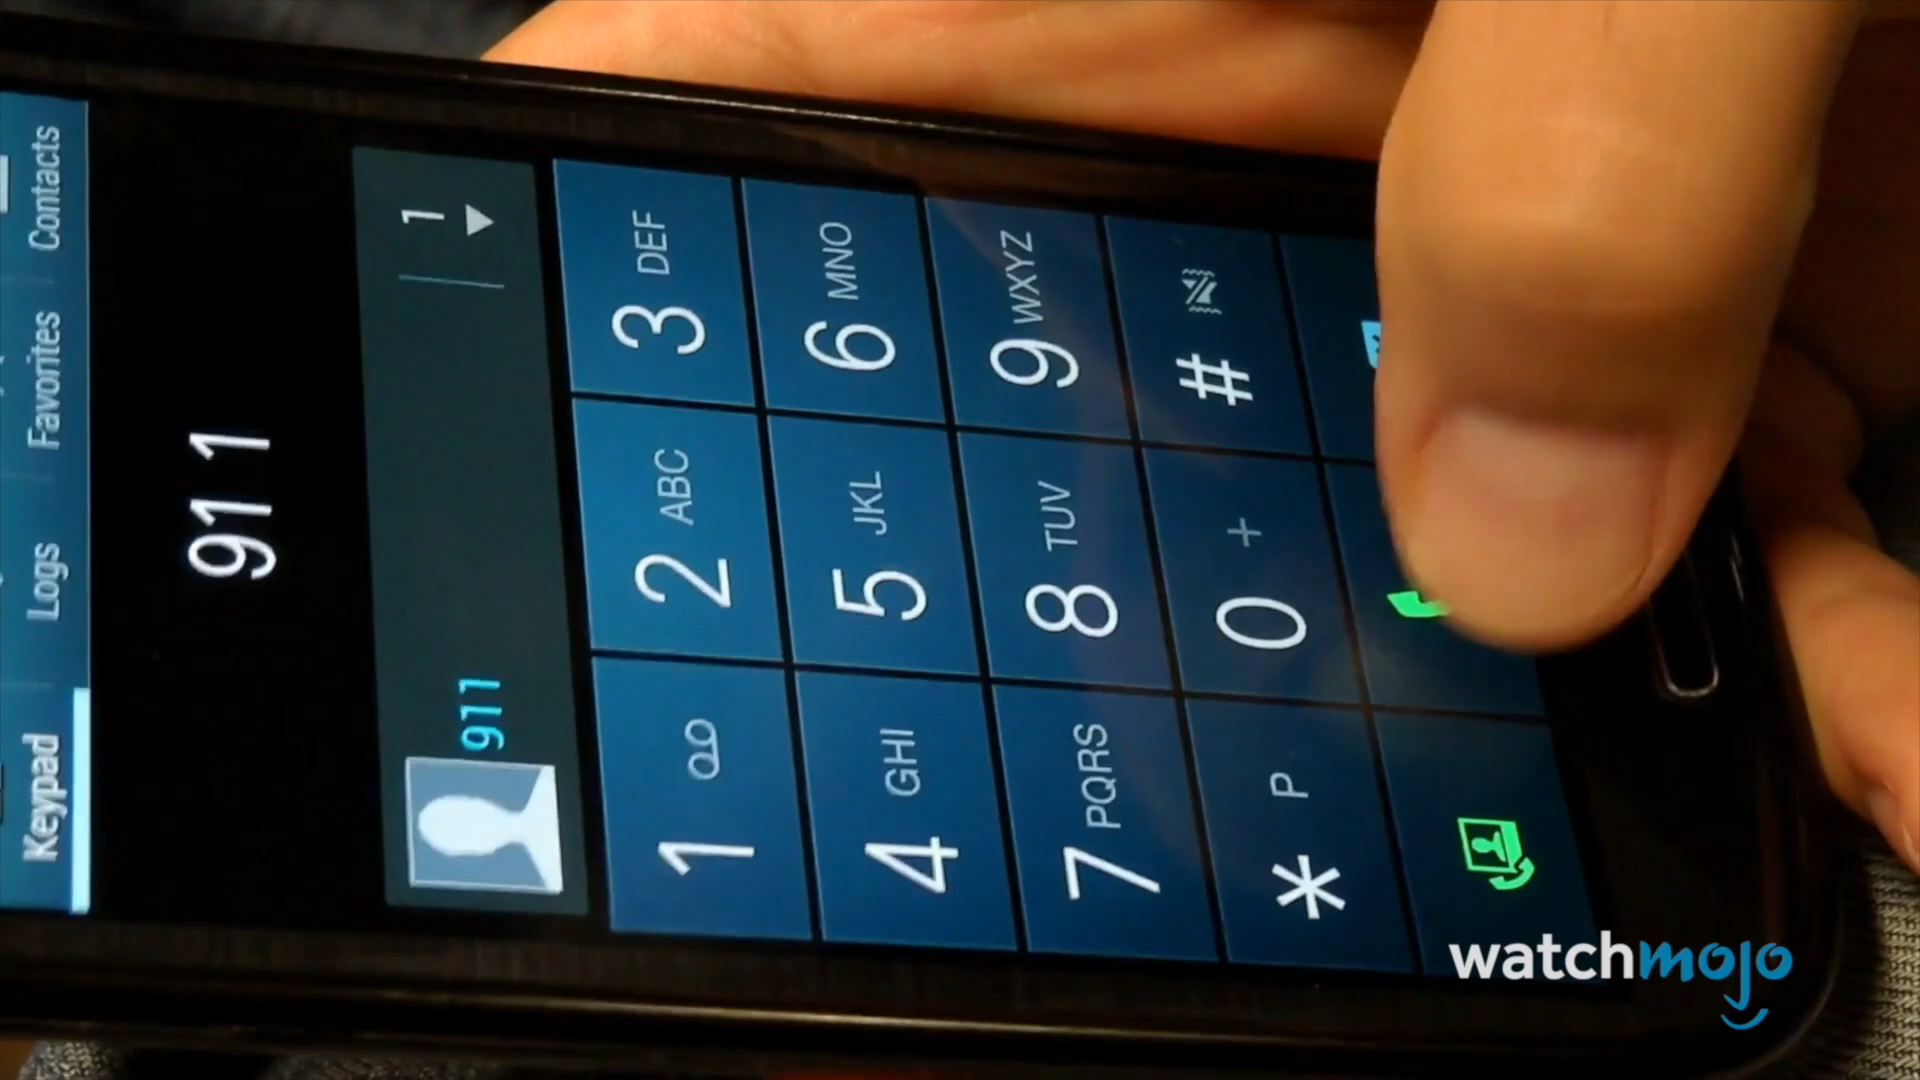 Keypad Logs Favorites Contacts
911
911 1
1 2 ABC 3 DEF
4 GHI 5 JKL 6 MNO
7 PQRS 8 TUV 9 WXYZ
* P 0 + #
watchmojo